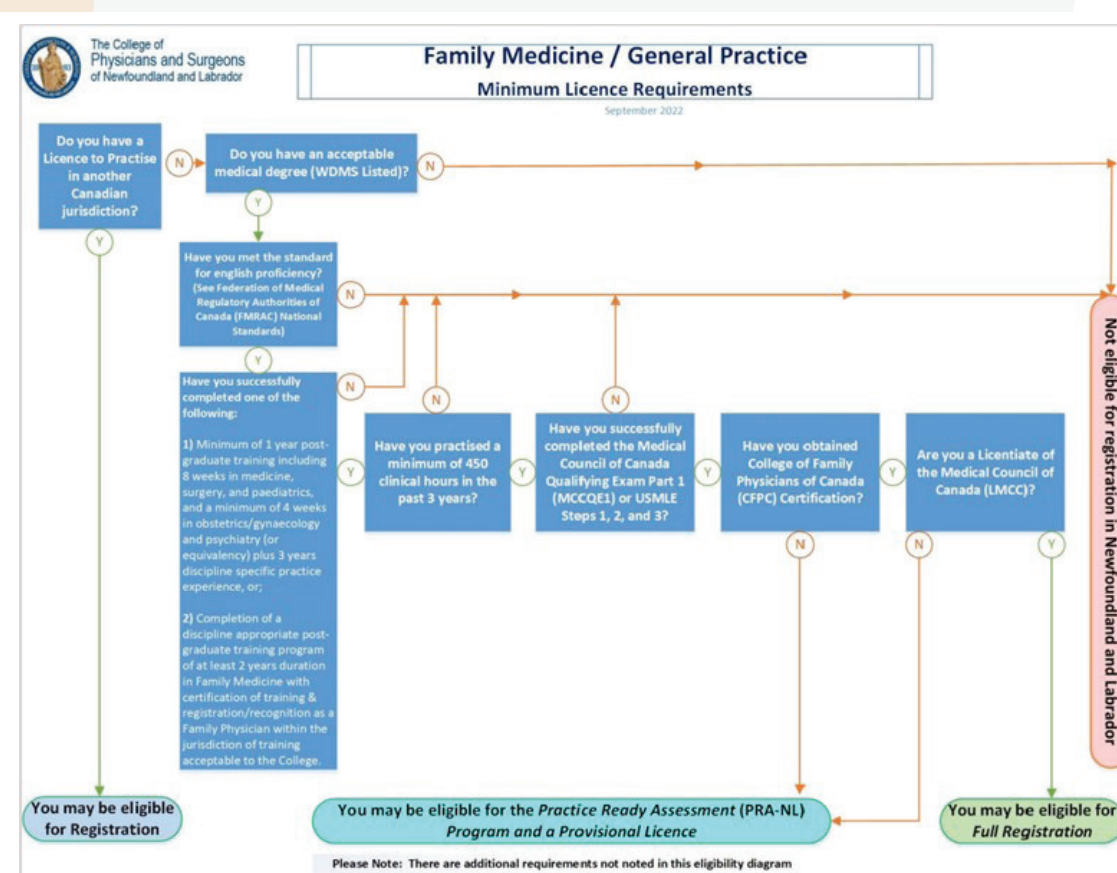 The College of
Physicians and Surgeons
of Newfoundland and Labrador
Family Medicine / General Practice
Minimum Licence Requirements
September 2022
Do you have a
Licence to Practise
in another
Canadian
jurisdiction?
N
Do you have an acceptable
medical degree (WDMS Listed)?
N
Y
Y
Have you met the standard
for english proficiency?
(See Federation of Medical
Regulatory Authorities of
Canada (FMRAC) National
Standards)
N
Y
Have you successfully
completed one of the
following:
1) Minimum of 1 year post-
graduate training including
8 weeks in medicine,
surgery, and paediatrics,
and a minimum of 4 weeks
in obstetrics/gynaecology
and psychiatry (or
equivalency) plus 3 years
discipline specific practice
experience, or;
2) Completion of a
discipline appropriate post-
graduate training program
of at least 2 years duration
in Family Medicine with
certification of training &
registration/recognition as a
Family Physician within the
jurisdiction of training
acceptable to the College.
N
Y
N
Have you practised a
minimum of 450
clinical hours in the
past 3 years?
Y
N
Have you successfully
completed the Medical
Council of Canada
Qualifying Exam Part 1
(MCCQE1) or USMLE
Steps 1, 2, and 3?
Y
Have you obtained
College of Family
Physicians of Canada
(CFPC) Certification?
Y
N
Are you a Licentiate of
the Medical Council of
Canada (LMCC)?
N
Y
Not eligible for registration in Newfoundland and Labrador
You may be eligible
for Registration
You may be eligible for the Practice Ready Assessment (PRA-NL)
Program and a Provisional Licence
You may be eligible for
Full Registration
Please Note: There are additional requirements not noted in this eligibility diagram